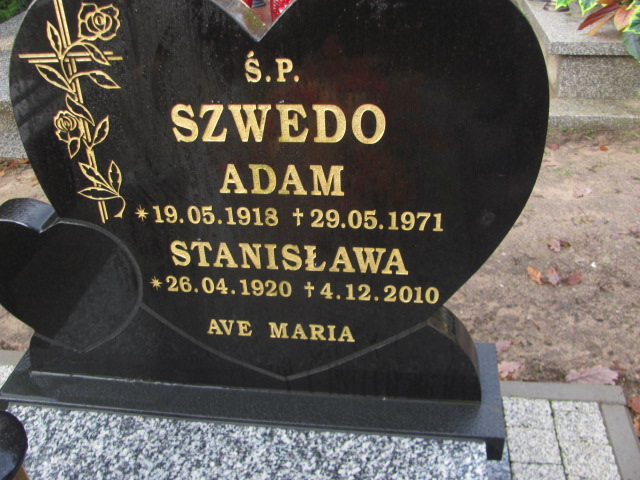 Ś.P.
SZWEDO
ADAM
*19.05.1918 †29.05.1971
STANISŁAWA
*26.04.1920 †4.12.2010
AVE MARIA